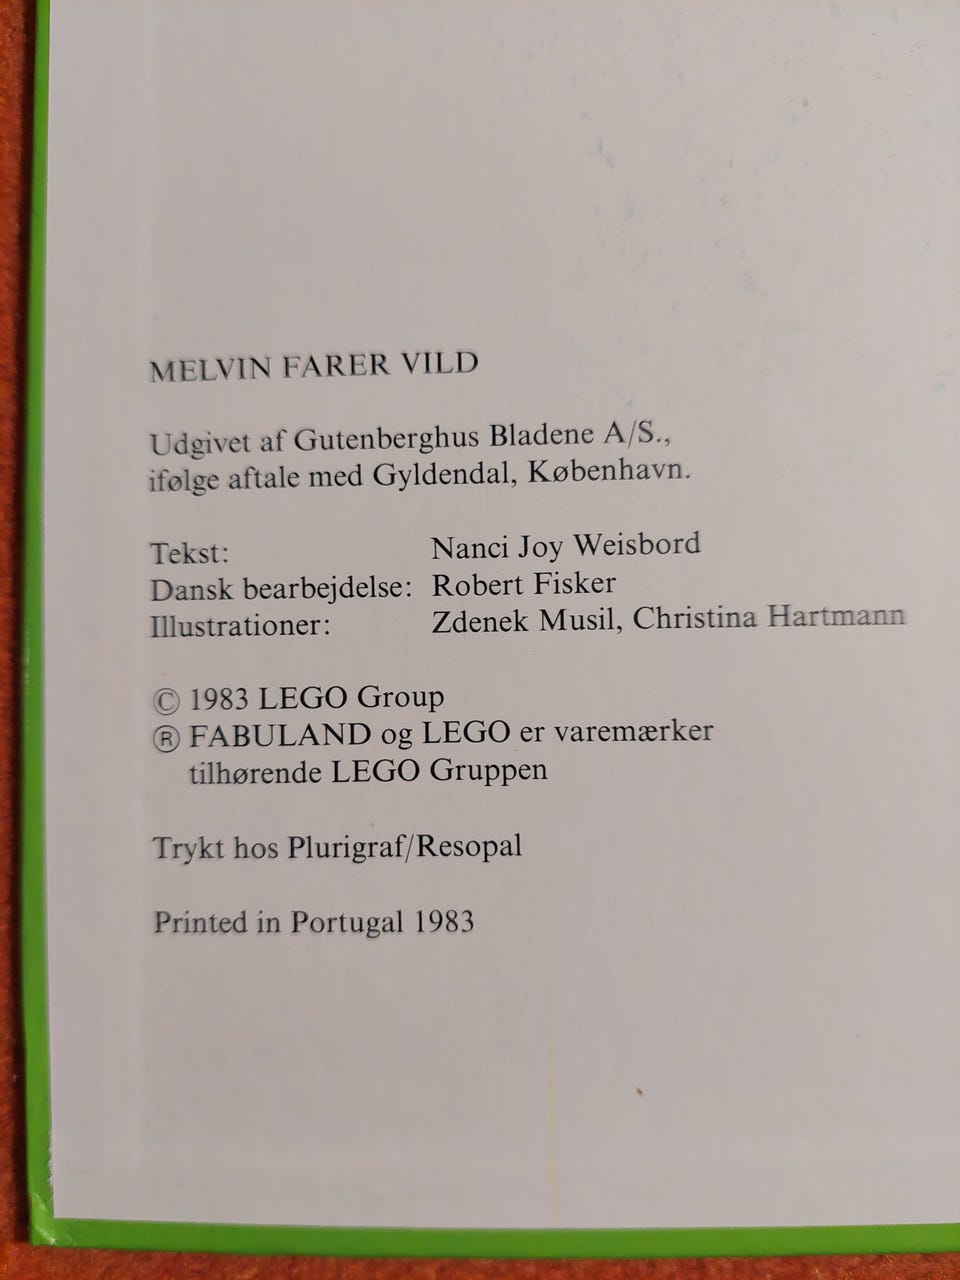 MELVIN FARER VILD
Udgivet af Gutenberghus Bladene A/S.,
ifølge aftale med Gyldendal, København.
Tekst: Nanci Joy Weisbord
Dansk bearbejdelse: Robert Fisker
Illustrationer: Zdenek Musil, Christina Hartmann
© 1983 LEGO Group
® FABULAND og LEGO er varemærker
tilhørende LEGO Gruppen
Trykt hos Plurigraf/Resopal
Printed in Portugal 1983